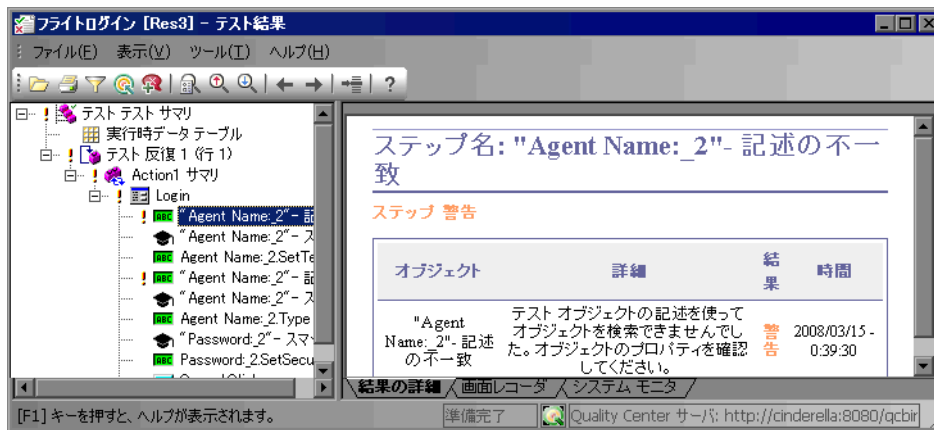 フライトログイン [Res3] - テスト結果
ファイル(F) 表示(V) ツール(T) ヘルプ(H)
?
テスト テスト サマリ
実行時データ テーブル
テスト 反復 1 (行 1)
Action1 サマリ
Login
"Agent Name:_2"- 記
"Agent Name:_2"- ス
Agent Name:_2.SetTe
"Agent Name:_2"- 記
"Agent Name:_2"- ス
Agent Name:_2.Type
"Password:_2"- スマ
Password:_2.SetSecu
ステップ名: "Agent Name:_2"- 記述の不一
致
ステップ 警告
オブジェクト 詳細 結果 時間
"Agent Name:_2"- 記述の不一致
テスト オブジェクトの記述を使って
オブジェクトを検索できませんでし
た。オブジェクトのプロパティを確認
してください。
警告
2008/03/15 - 0:39:30
結果の詳細 画面レコーダ システム モニタ
[F1] キーを押すと、ヘルプが表示されます。 準備完了 Quality Center サーバ: http://cinderella:8080/qcbir